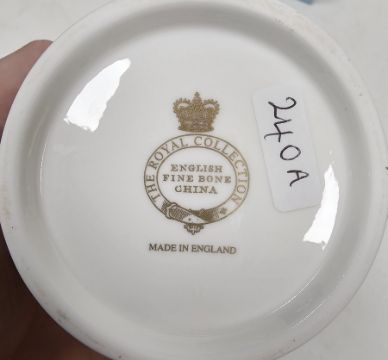 THE ROYAL COLLECTION
ENGLISH
FINE BONE
CHINA
MADE IN ENGLAND
240A